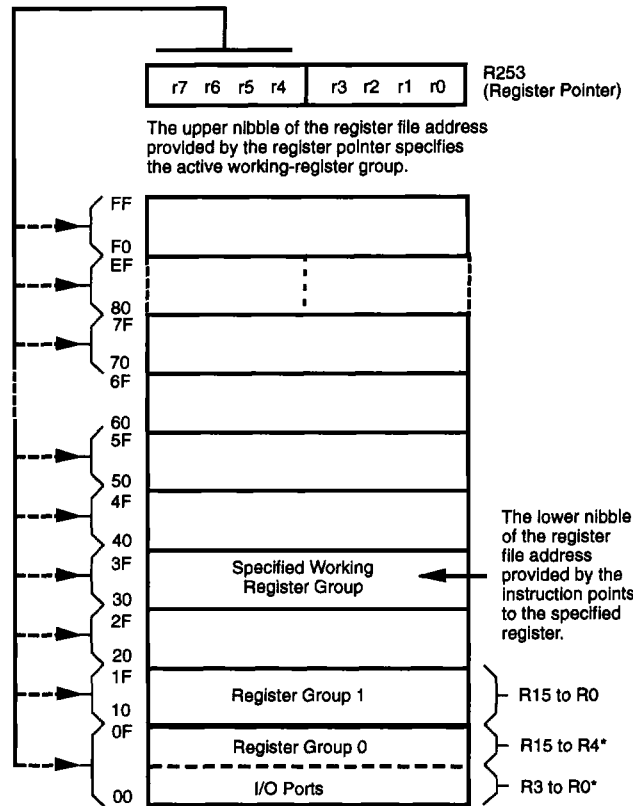 r7 r6 r5 r4 r3 r2 r1 r0
R253
(Register Pointer)
The upper nibble of the register file address
provided by the register pointer specifies
the active working-register group.
FF
F0
EF
80
7F
70
6F
60
5F
50
4F
40
3F
30
2F
20
1F
10
0F
00
Specified Working
Register Group
The lower nibble
of the register
file address
provided by the
instruction points
to the specified
register.
Register Group 1
R15 to R0
Register Group 0
R15 to R4*
I/O Ports
R3 to R0*